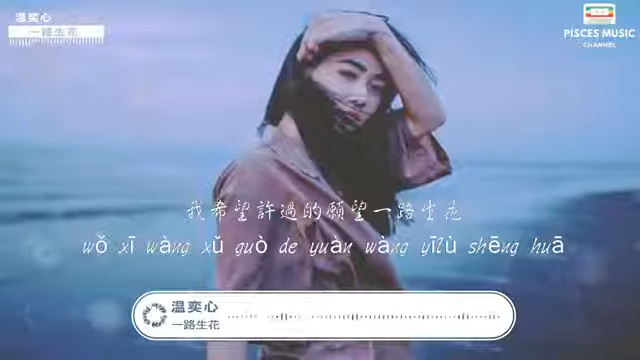 温奕心
一路生花
PISCES MUSIC
CHANNEL
我希望許過的願望一路生花
wǒ xī wàng xǔ guò de yuàn wàng yīlù shēng huā
温奕心
一路生花